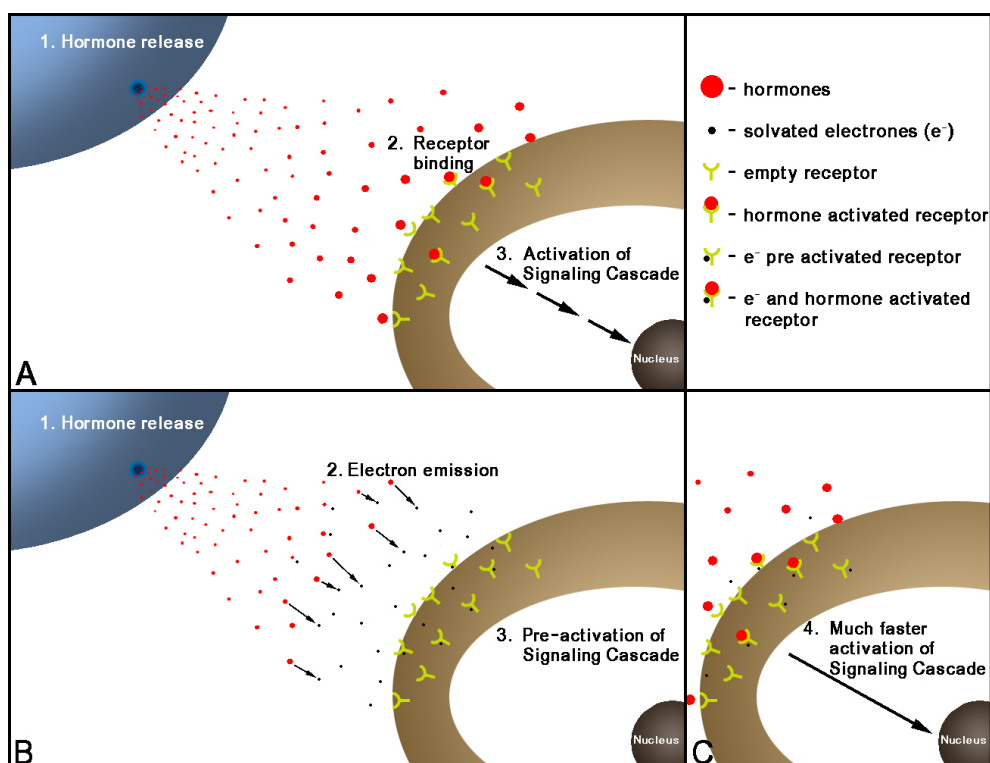 1. Hormone release
2. Receptor
binding
3. Activation of
Signaling Cascade
Nucleus
A
- hormones
- solvated electrones (e⁻)
- empty receptor
- hormone activated receptor
- e⁻ pre activated receptor
- e⁻ and hormone activated
receptor
1. Hormone release
2. Electron emission
3. Pre-activation of
Signaling Cascade
Nucleus
B
4. Much faster
activation of
Signaling Cascade
Nucleus
C